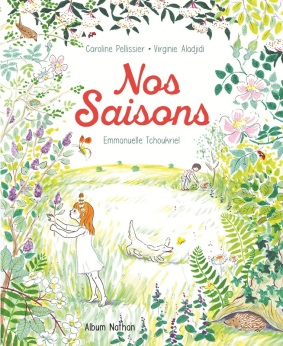 Caroline Pellissier • Virginie Aladjidi
Nos
Saisons
Emmanuelle Tchoukriel
Album Nathan